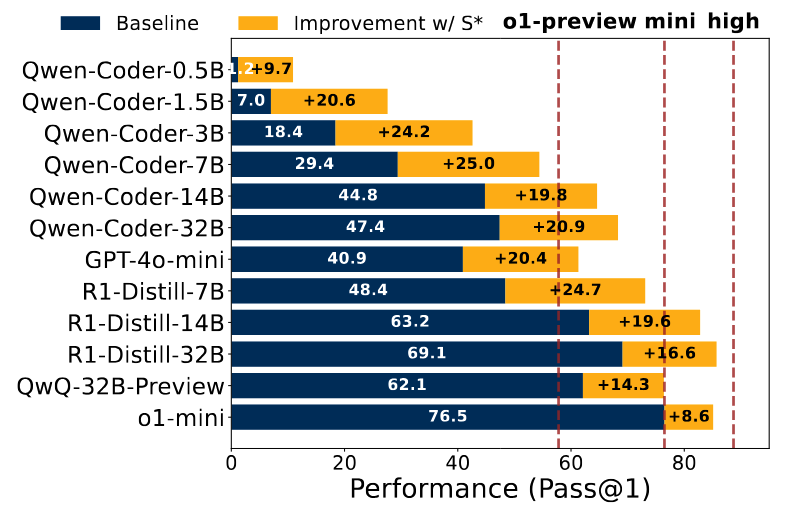 Baseline Improvement w/ S* o1-preview mini high
Qwen-Coder-0.5B 1.2 +9.7
Qwen-Coder-1.5B 7.0 +20.6
Qwen-Coder-3B 18.4 +24.2
Qwen-Coder-7B 29.4 +25.0
Qwen-Coder-14B 44.8 +19.8
Qwen-Coder-32B 47.4 +20.9
GPT-4o-mini 40.9 +20.4
R1-Distill-7B 48.4 +24.7
R1-Distill-14B 63.2 +19.6
R1-Distill-32B 69.1 +16.6
QwQ-32B-Preview 62.1 +14.3
o1-mini 76.5 +8.6
0 20 40 60 80
Performance (Pass@1)